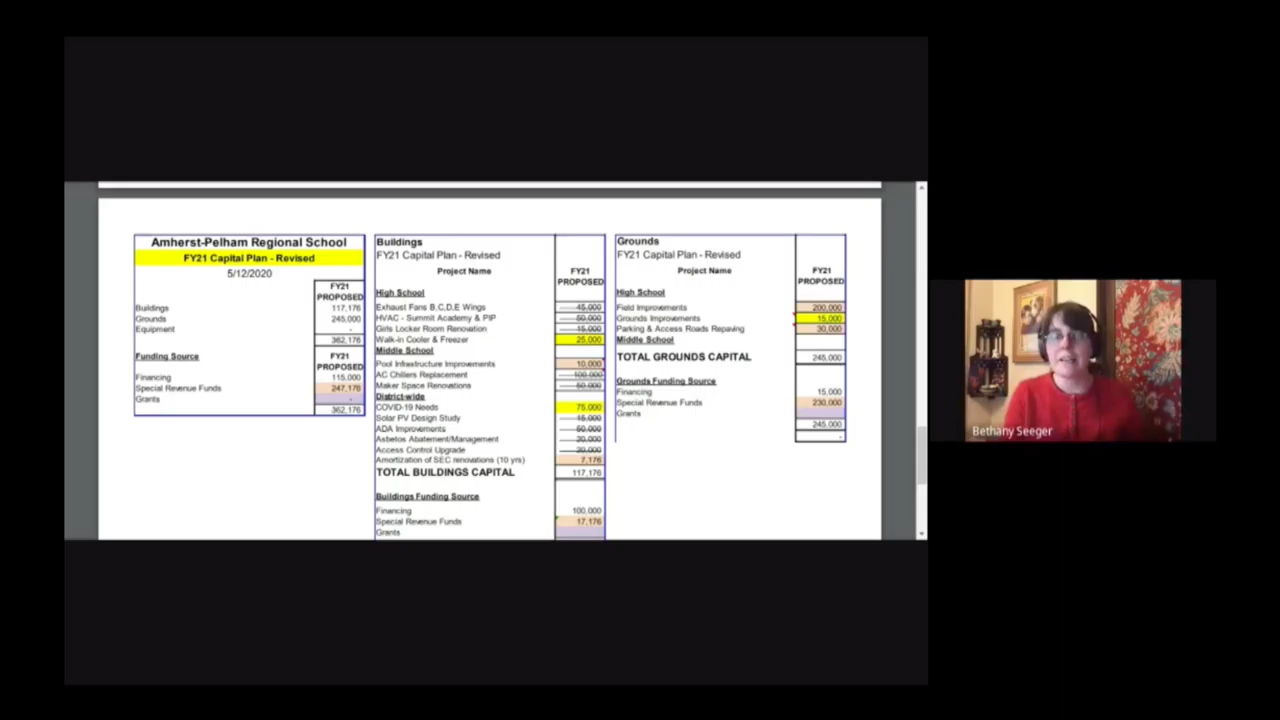 Amherst-Pelham Regional School
FY21 Capital Plan - Revised
5/12/2020
FY21
PROPOSED
Buildings 117,176
Grounds 245,000
Equipment -
362,176
Funding Source FY21
PROPOSED
Financing 115,000
Special Revenue Funds 247,176
Grants -
362,176
Buildings
FY21 Capital Plan - Revised
Project Name FY21
PROPOSED
High School
Exhaust Fans B,C,D,E Wings 45,000
HVAC - Summit Academy & PIP 50,000
Girls Locker Room Renovation 15,000
Walk-in Cooler & Freezer 25,000
Middle School
Pool Infrastructure Improvements 10,000
AC Chillers Replacement 100,000
Maker Space Renovations 50,000
District-wide
COVID-19 Needs 75,000
Solar PV Design Study 15,000
ADA Improvements 50,000
Asbetos Abatement/Management 20,000
Access Control Upgrade 20,000
Amortization of SEC renovations (10 yrs) 7,176
TOTAL BUILDINGS CAPITAL 117,176
Buildings Funding Source
Financing 100,000
Special Revenue Funds 17,176
Grants
Grounds
FY21 Capital Plan - Revised
Project Name FY21
PROPOSED
High School
Field Improvements 200,000
Grounds Improvements 15,000
Parking & Access Roads Repaving 30,000
Middle School
TOTAL GROUNDS CAPITAL 245,000
Grounds Funding Source
Financing 15,000
Special Revenue Funds 230,000
Grants
245,000
-
Bethany Seeger